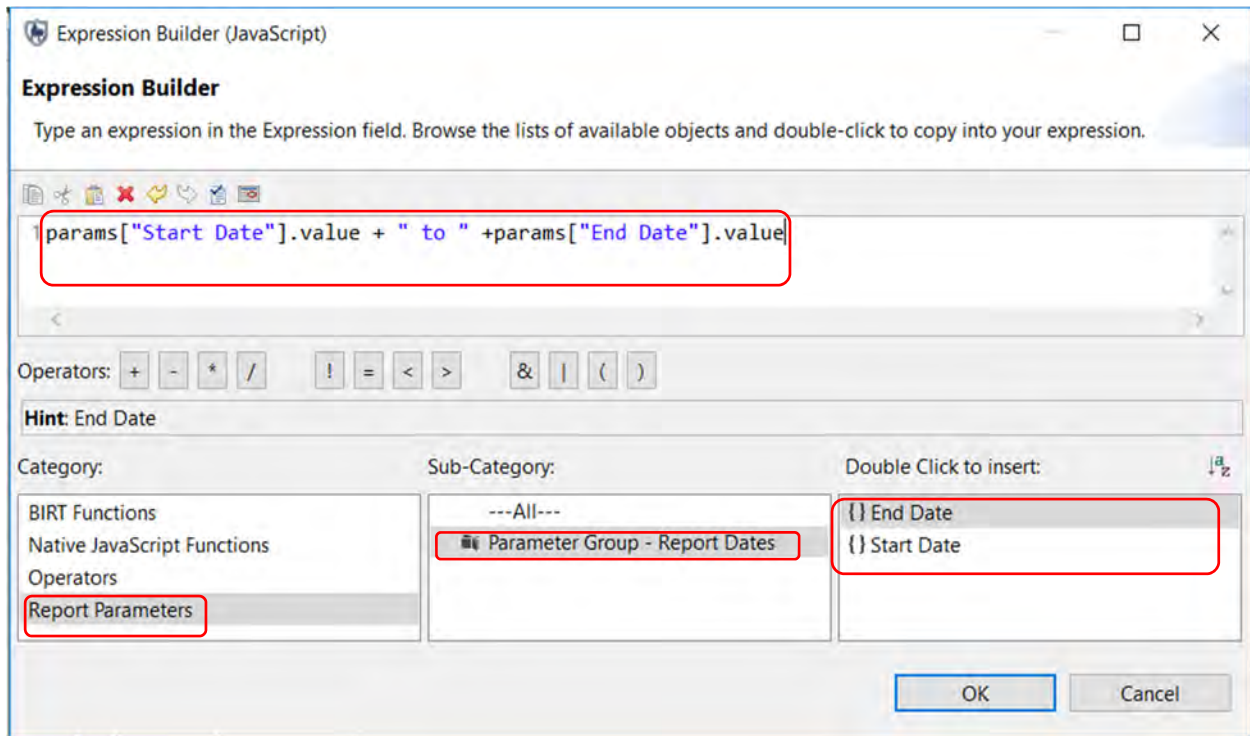 Expression Builder (JavaScript)
Expression Builder
Type an expression in the Expression field. Browse the lists of available objects and double-click to copy into your expression.
1 params["Start Date"].value + " to " +params["End Date"].value
Operators: + - * / ! = < > & | ( )
Hint: End Date
Category: Sub-Category: Double Click to insert:
BIRT Functions ---All--- {} End Date
Native JavaScript Functions Parameter Group - Report Dates {} Start Date
Operators
Report Parameters
OK Cancel